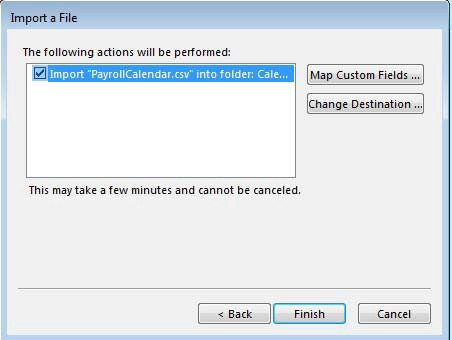 Import a File
The following actions will be performed:
Import "PayrollCalendar.csv" into folder: Cale...
Map Custom Fields ...
Change Destination ...
This may take a few minutes and cannot be canceled.
< Back
Finish
Cancel